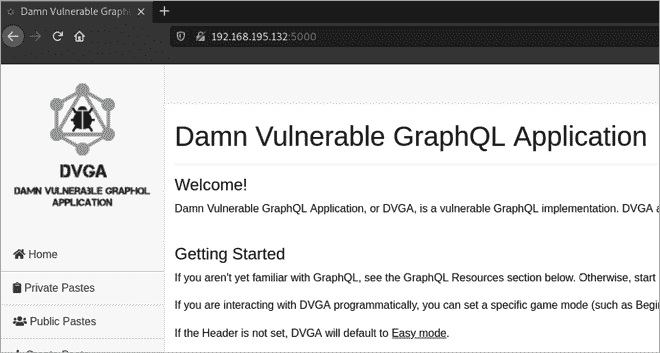 Damn Vulnerable Graph
192.168.195.132:5000
DVGA
DAMN VULNERABLE GRAPHQL
APPLICATION
Home
Private Pastes
Public Pastes
Damn Vulnerable GraphQL Application
Welcome!
Damn Vulnerable GraphQL Application, or DVGA, is a vulnerable GraphQL implementation. DVGA
Getting Started
If you aren't yet familiar with GraphQL, see the GraphQL Resources section below. Otherwise, start
If you are interacting with DVGA programmatically, you can set a specific game mode (such as Begin
If the Header is not set, DVGA will default to Easy mode.